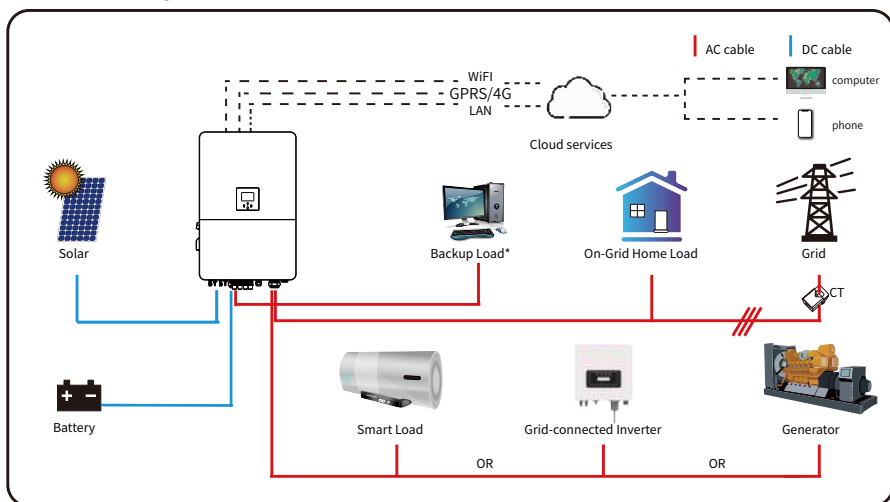 AC cable
DC cable
WiFI
GPRS/4G
LAN
computer
phone
Cloud services
Solar
Backup Load*
On-Grid Home Load
Grid
CT
Battery
Smart Load
Grid-connected Inverter
Generator
OR
OR